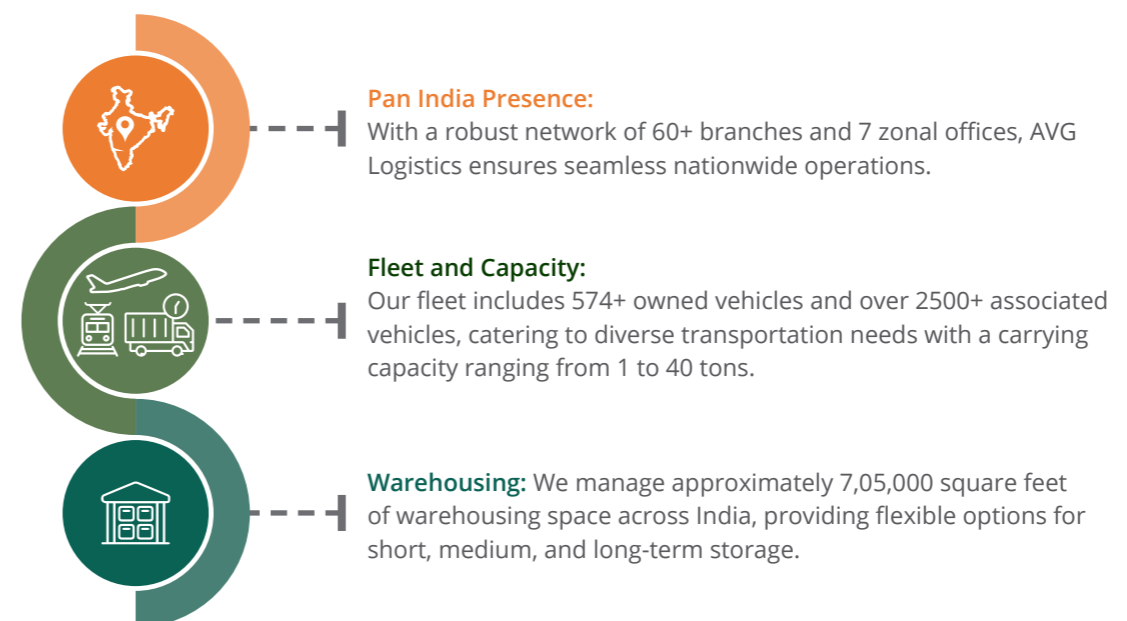 Pan India Presence:
With a robust network of 60+ branches and 7 zonal offices, AVG
Logistics ensures seamless nationwide operations.
Fleet and Capacity:
Our fleet includes 574+ owned vehicles and over 2500+ associated
vehicles, catering to diverse transportation needs with a carrying
capacity ranging from 1 to 40 tons.
Warehousing: We manage approximately 7,05,000 square feet
of warehousing space across India, providing flexible options for
short, medium, and long-term storage.